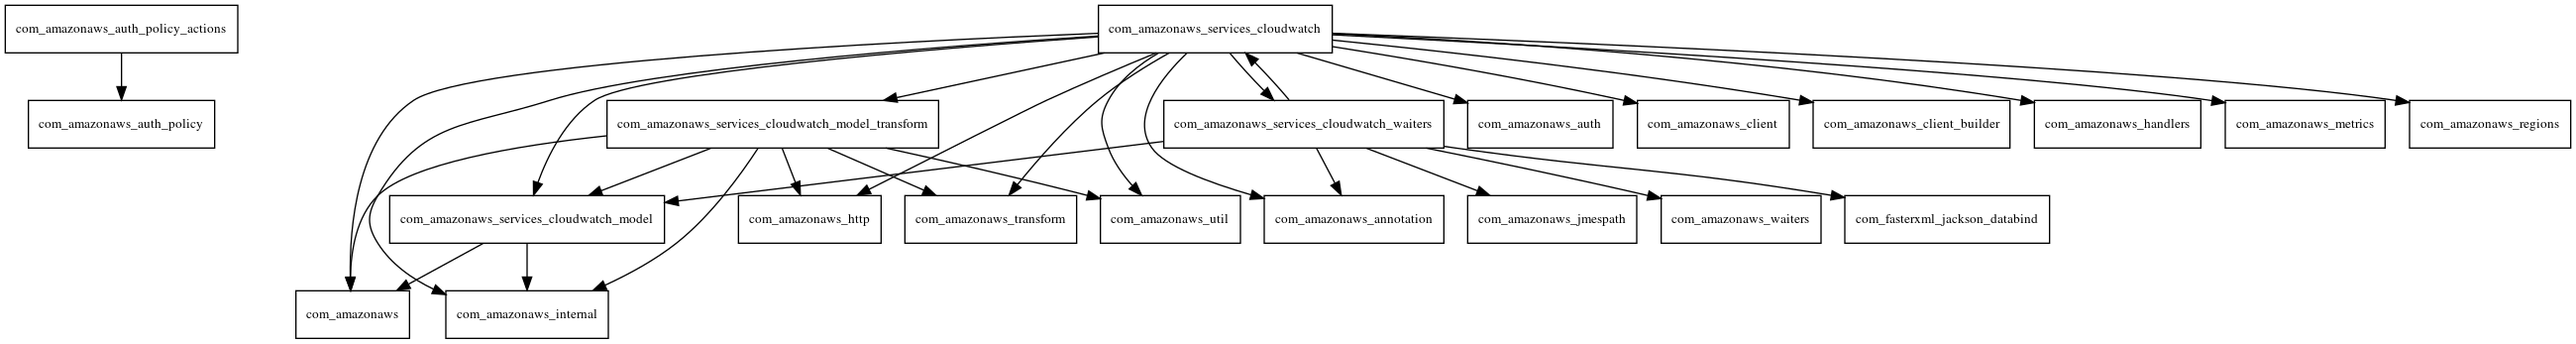 com_amazonaws_auth_policy_actions
com_amazonaws_services_cloudwatch
com_amazonaws_auth_policy
com_amazonaws_services_cloudwatch_model_transform
com_amazonaws_services_cloudwatch_waiters
com_amazonaws_auth
com_amazonaws_client
com_amazonaws_client_builder
com_amazonaws_handlers
com_amazonaws_metrics
com_amazonaws_regions
com_amazonaws_services_cloudwatch_model
com_amazonaws_http
com_amazonaws_transform
com_amazonaws_util
com_amazonaws_annotation
com_amazonaws_jmespath
com_amazonaws_waiters
com_fasterxml_jackson_databind
com_amazonaws
com_amazonaws_internal